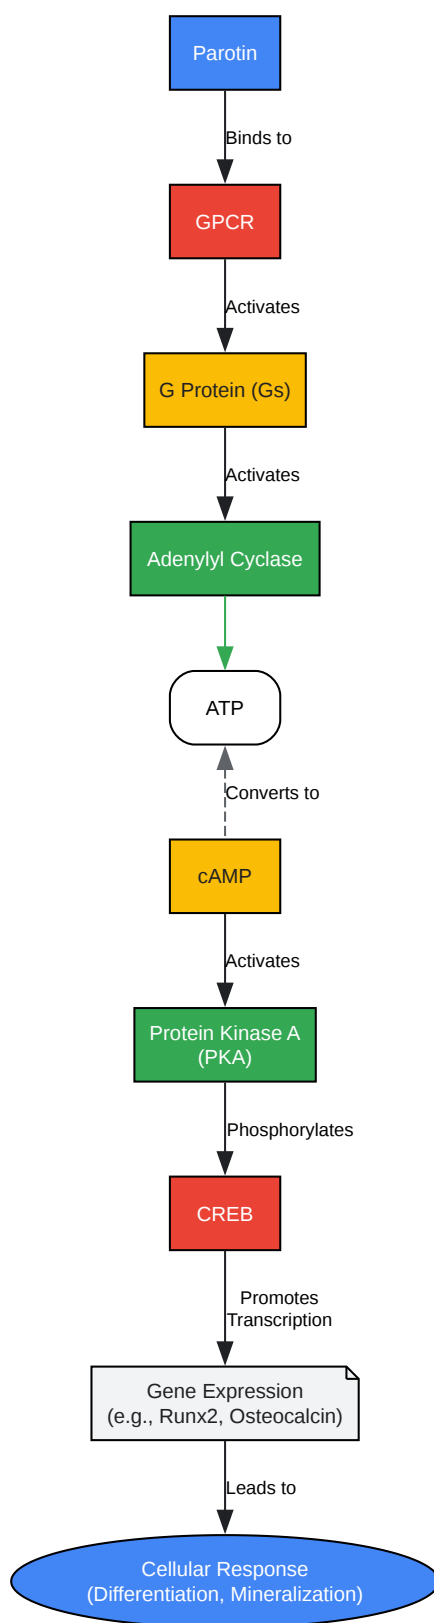 Parotin
Binds to
GPCR
Activates
G Protein (Gs)
Activates
Adenylyl Cyclase
ATP
Converts to
cAMP
Activates
Protein Kinase A
(PKA)
Phosphorylates
CREB
Promotes
Transcription
Gene Expression
(e.g., Runx2, Osteocalcin)
Leads to
Cellular Response
(Differentiation, Mineralization)